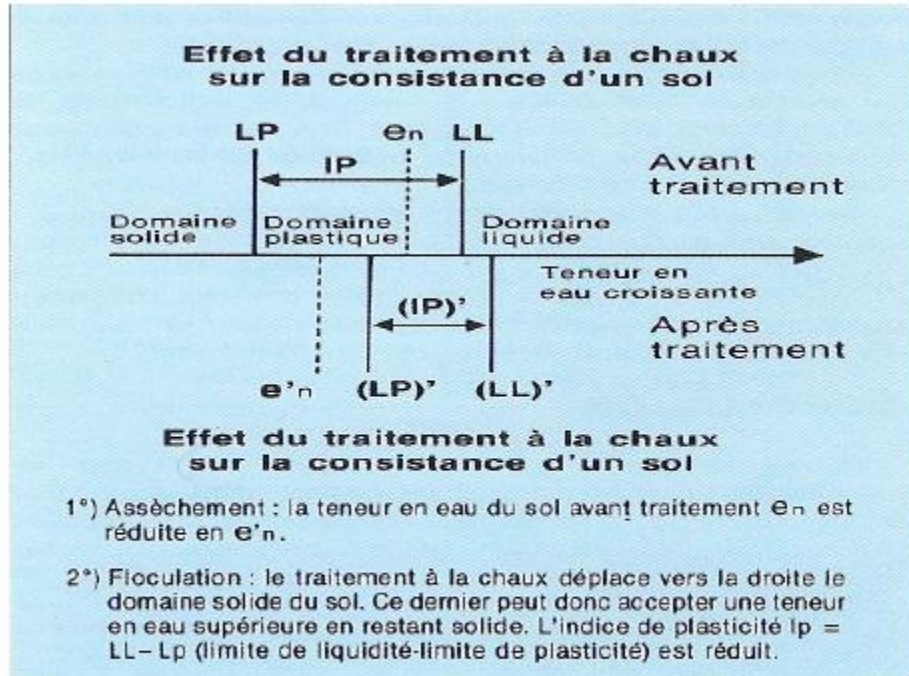 Effet du traitement à la chaux
sur la consistance d'un sol
LP en LL
IP
Avant
traitement
Domaine
solide
Domaine
plastique
Domaine
liquide
Teneur en
eau croissante
(IP)'
Après
traitement
e'n (LP)' (LL)'
Effet du traitement à la chaux
sur la consistance d'un sol
1°) Assèchement : la teneur en eau du sol avant traitement en est
réduite en e'n.
2°) Floculation : le traitement à la chaux déplace vers la droite le
domaine solide du sol. Ce dernier peut donc accepter une teneur
en eau supérieure en restant solide. L'indice de plasticité Ip =
LL– Lp (limite de liquidité-limite de plasticité) est réduit.